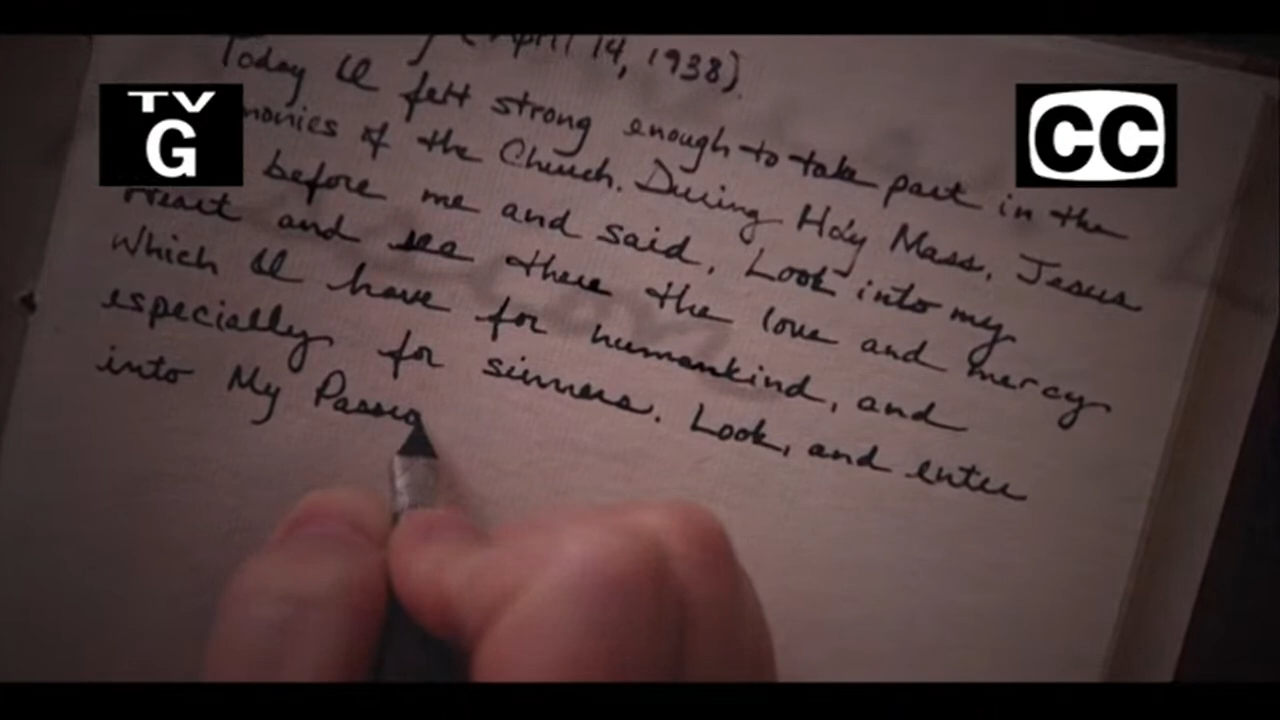 (April 14, 1938)
Today I felt strong enough to take part in the
monies of the Church. During Holy Mass, Jesus
before me and said, Look into my
Heart and see there the love and mercy
which I have for humankind, and
especially for sinners. Look, and enter
into My Passio
TV
G
CC